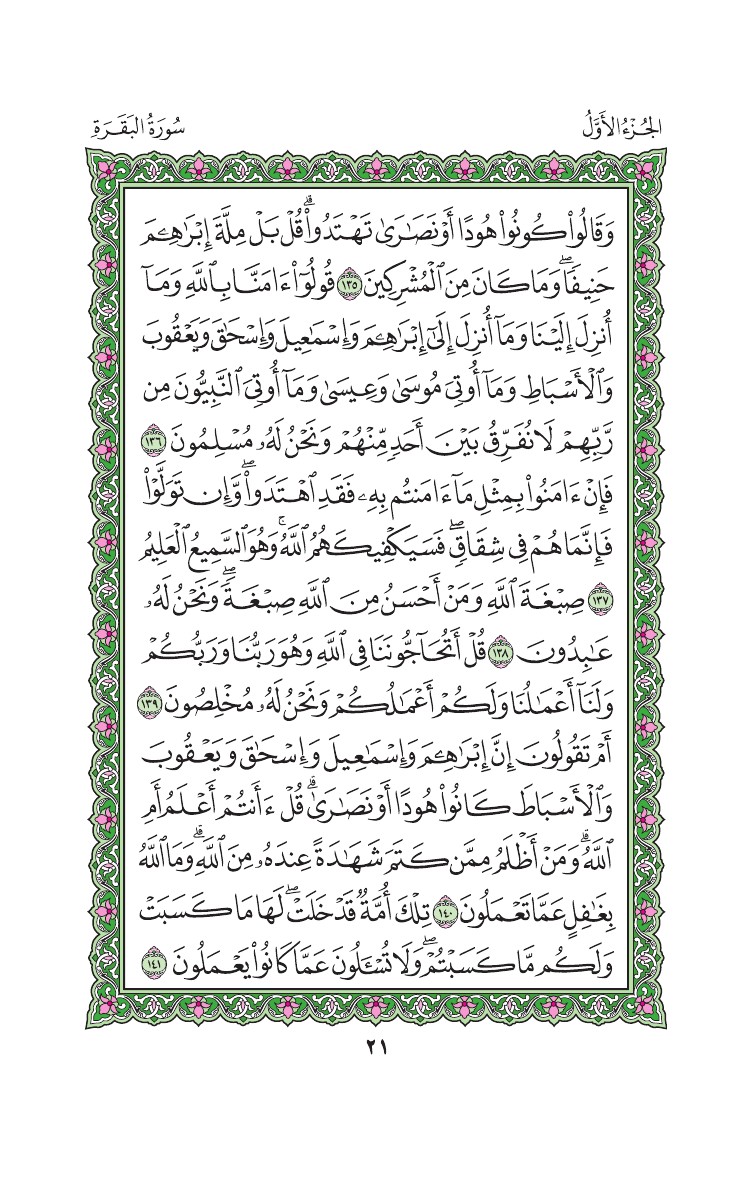 الجُزْءُ الأَوَّلُ
سُورَةُ البَقَرَةِ
وَقَالُوا۟ كُونُوا۟ هُودًا أَوْ نَصَـٰرَىٰ تَهْتَدُوا۟ ۗ قُلْ بَلْ مِلَّةَ إِبْرَٰهِـۧمَ
حَنِيفًا ۖ وَمَا كَانَ مِنَ ٱلْمُشْرِكِينَ ١٣٥ قُولُوٓا۟ ءَامَنَّا بِٱللَّهِ وَمَآ
أُنزِلَ إِلَيْنَا وَمَآ أُنزِلَ إِلَىٰٓ إِبْرَٰهِـۧمَ وَإِسْمَـٰعِيلَ وَإِسْحَـٰقَ وَيَعْقُوبَ
وَٱلْأَسْبَاطِ وَمَآ أُوتِىَ مُوسَىٰ وَعِيسَىٰ وَمَآ أُوتِىَ ٱلنَّبِيُّونَ مِن
رَّبِّهِمْ لَا نُفَرِّقُ بَيْنَ أَحَدٍ مِّنْهُمْ وَنَحْنُ لَهُۥ مُسْلِمُونَ ١٣٦
فَإِنْ ءَامَنُوا۟ بِمِثْلِ مَآ ءَامَنتُم بِهِۦ فَقَدِ ٱهْتَدَوا۟ ۖ وَّإِن تَوَلَّوْا۟
فَإِنَّمَا هُمْ فِى شِقَاقٍ ۖ فَسَيَكْفِيكَهُمُ ٱللَّهُ ۚ وَهُوَ ٱلسَّمِيعُ ٱلْعَلِيمُ
١٣٧ صِبْغَةَ ٱللَّهِ ۖ وَمَنْ أَحْسَنُ مِنَ ٱللَّهِ صِبْغَةً ۖ وَنَحْنُ لَهُۥ
عَـٰبِدُونَ ١٣٨ قُلْ أَتُحَآجُّونَنَا فِى ٱللَّهِ وَهُوَ رَبُّنَا وَرَبُّكُمْ
وَلَنَآ أَعْمَـٰلُنَا وَلَكُمْ أَعْمَـٰلُكُمْ وَنَحْنُ لَهُۥ مُخْلِصُونَ ١٣٩
أَمْ تَقُولُونَ إِنَّ إِبْرَٰهِـۧمَ وَإِسْمَـٰعِيلَ وَإِسْحَـٰقَ وَيَعْقُوبَ
وَٱلْأَسْبَاطَ كَانُوا۟ هُودًا أَوْ نَصَـٰرَىٰ ۗ قُلْ ءَأَنتُمْ أَعْلَمُ أَمِ
ٱللَّهُ ۗ وَمَنْ أَظْلَمُ مِمَّن كَتَمَ شَهَـٰدَةً عِندَهُۥ مِنَ ٱللَّهِ ۗ وَمَا ٱللَّهُ
بِغَـٰفِلٍ عَمَّا تَعْمَلُونَ ١٤٠ تِلْكَ أُمَّةٌ قَدْ خَلَتْ ۖ لَهَا مَا كَسَبَتْ
وَلَكُم مَّا كَسَبْتُمْ ۖ وَلَا تُسْـَٔلُونَ عَمَّا كَانُوا۟ يَعْمَلُونَ ١٤١
٢١